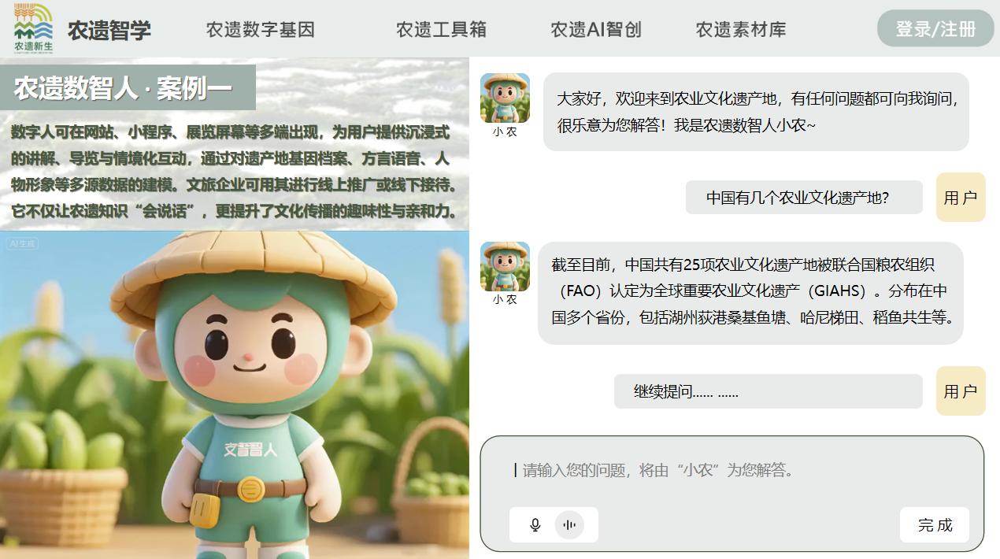 农遗新生
农遗智学
农遗数字基因
农遗工具箱
农遗AI智创
农遗素材库
登录/注册
农遗数智人·案例一
数字人可在网站、小程序、展览屏幕等多端出现，为用户提供沉浸式
的讲解、导览与情境化互动，通过对遗产地基因档案、方言语音、人
物形象等多源数据的建模。文旅企业可用其进行线上推广或线下接待。
它不仅让农遗知识“会说话”，更提升了文化传播的趣味性与亲和力。
AI生成
智人
小 农
大家好，欢迎来到农业文化遗产地，有任何问题都可向我询问，
很乐意为您解答！我是农遗数智人小农~
中国有几个农业文化遗产地?
用 户
小 农
截至目前，中国共有25项农业文化遗产地被联合国粮农组织
（FAO）认定为全球重要农业文化遗产（GIAHS）。分布在中
国多个省份，包括湖州荻港桑基鱼塘、哈尼梯田、稻鱼共生等。
继续提问...... ......
用 户
请输入您的问题，将由“小农”为您解答。
完 成